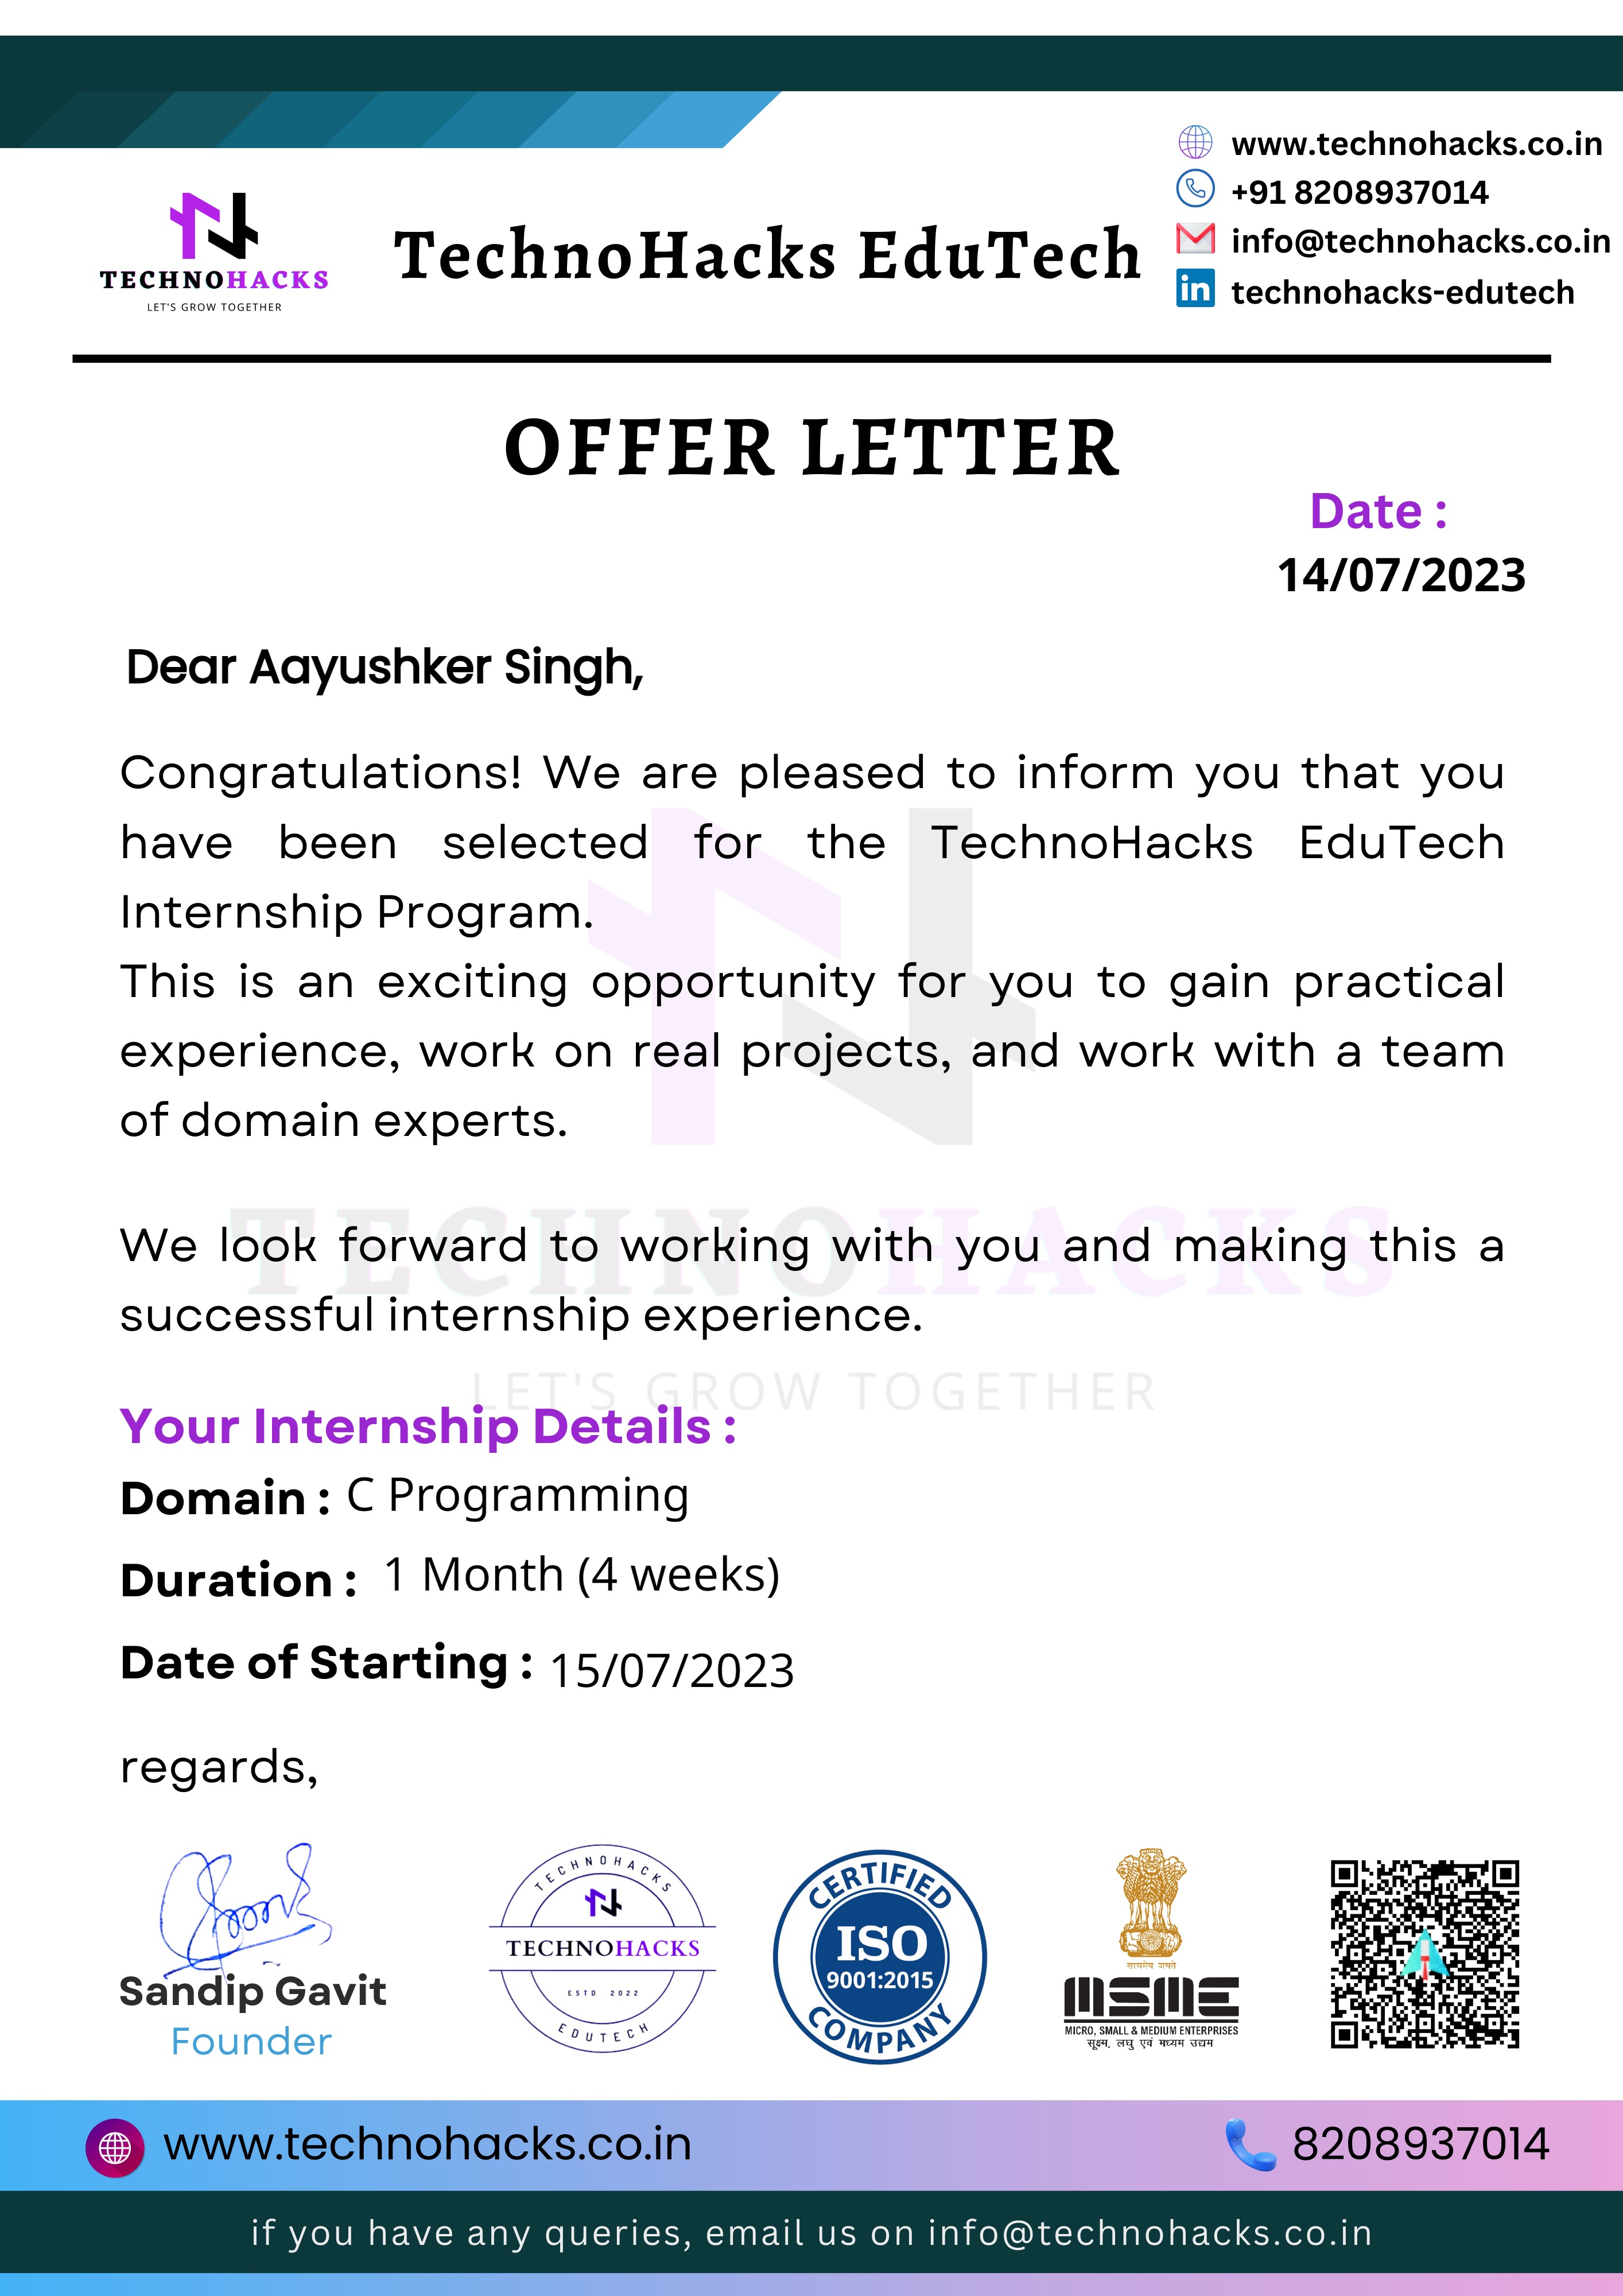 www.technohacks.co.in
+91 8208937014
info@technohacks.co.in
technohacks-edutech
TECHNOHACKS
LET'S GROW TOGETHER
TechnoHacks EduTech
OFFER LETTER
Date :
14/07/2023
Dear Aayushker Singh,
Congratulations! We are pleased to inform you that you
have been selected for the TechnoHacks EduTech
Internship Program.
This is an exciting opportunity for you to gain practical
experience, work on real projects, and work with a team
of domain experts.
TECHNOHACKS
We look forward to working with you and making this a
successful internship experience.
LET'S GROW TOGETHER
Your Internship Details :
Domain : C Programming
Duration : 1 Month (4 weeks)
Date of Starting : 15/07/2023
regards,
Sandip Gavit
Founder
TECHNOHACKS
TECHNOHACKS
ESTD 2022
EDUTECH
CERTIFIED
ISO
9001:2015
COMPANY
सत्यमेव जयते
MSME
MICRO, SMALL & MEDIUM ENTERPRISES
सूक्ष्म, लघु एवं मध्यम उद्यम
www.technohacks.co.in
8208937014
if you have any queries, email us on info@technohacks.co.in